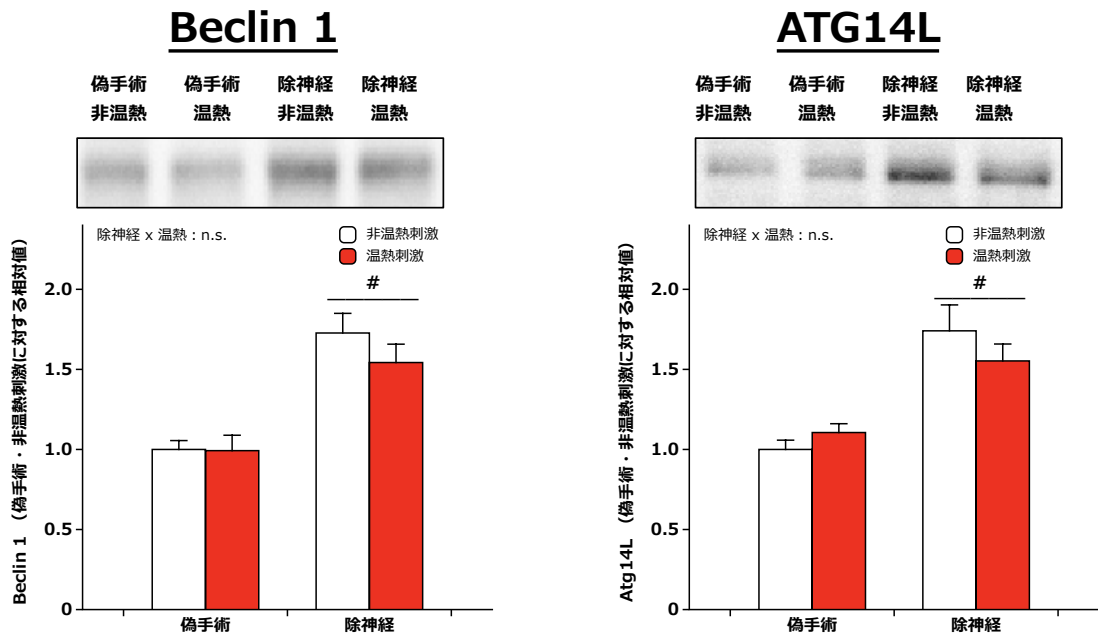 Beclin 1
偽手術 偽手術 除神経 除神経
非温熱 温熱 非温熱 温熱
除神経 x 温熱 : n.s.
非温熱刺激
温熱刺激
#
2.0
1.5
1.0
0.5
0
Beclin 1 （偽手術・非温熱刺激に対する相対値）
偽手術 除神経
ATG14L
偽手術 偽手術 除神経 除神経
非温熱 温熱 非温熱 温熱
除神経 x 温熱 : n.s.
非温熱刺激
温熱刺激
#
2.0
1.5
1.0
0.5
0
Atg14L （偽手術・非温熱刺激に対する相対値）
偽手術 除神経